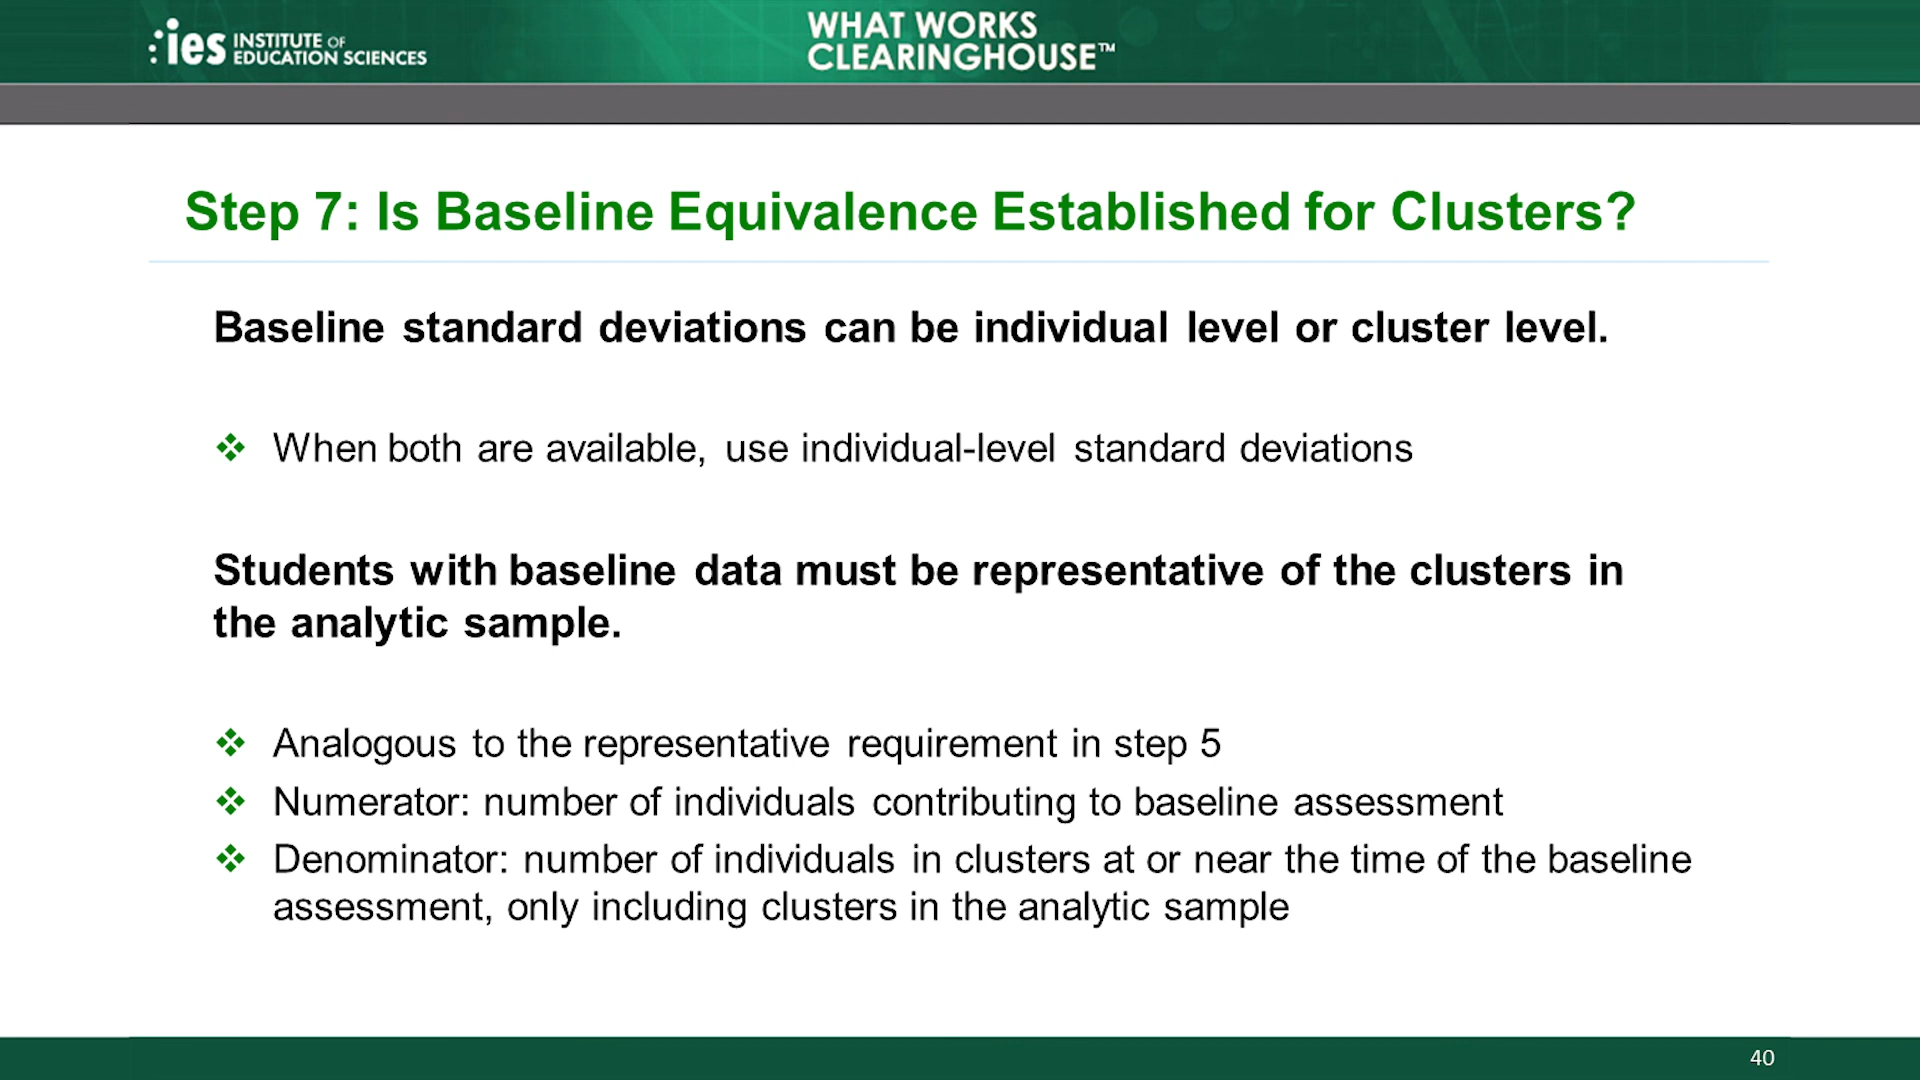 ies INSTITUTE OF
EDUCATION SCIENCES
WHAT WORKS
CLEARINGHOUSE™
Step 7: Is Baseline Equivalence Established for Clusters?
Baseline standard deviations can be individual level or cluster level.
When both are available, use individual-level standard deviations
Students with baseline data must be representative of the clusters in
the analytic sample.
Analogous to the representative requirement in step 5
Numerator: number of individuals contributing to baseline assessment
Denominator: number of individuals in clusters at or near the time of the baseline
assessment, only including clusters in the analytic sample
40